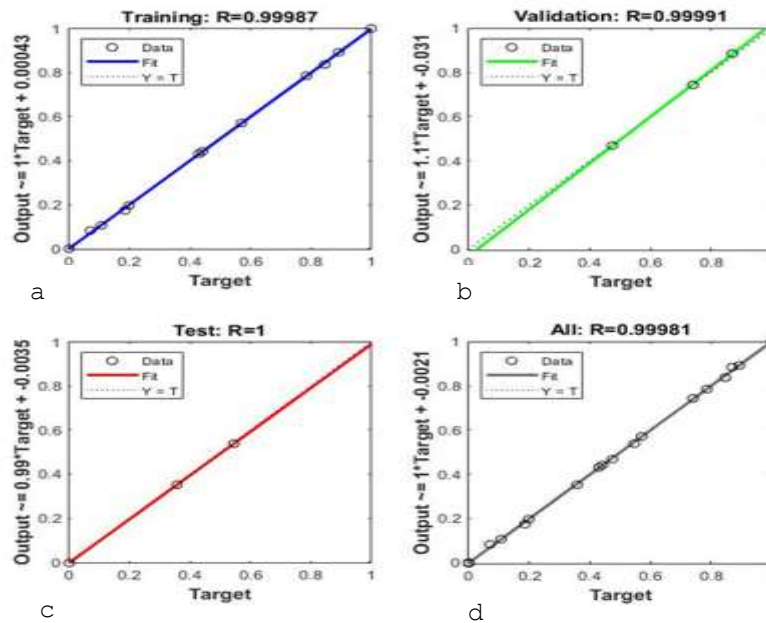 Training: R=0.99987
Output ~= 1*Target + 0.00043
Data
Fit
Y = T
1
0.8
0.6
0.4
0.2
0
0 0.2 0.4 0.6 0.8 1
Target
a
Validation: R=0.99991
Output ~= 1.1*Target + -0.031
Data
Fit
Y = T
1
0.8
0.6
0.4
0.2
0
0 0.2 0.4 0.6 0.8
Target
b
Test: R=1
Output ~= 0.99*Target + -0.0035
Data
Fit
Y = T
1
0.8
0.6
0.4
0.2
0
0 0.2 0.4 0.6 0.8 1
Target
c
All: R=0.99981
Output ~= 1*Target + -0.0021
Data
Fit
Y = T
1
0.8
0.6
0.4
0.2
0
0 0.2 0.4 0.6 0.8
Target
d